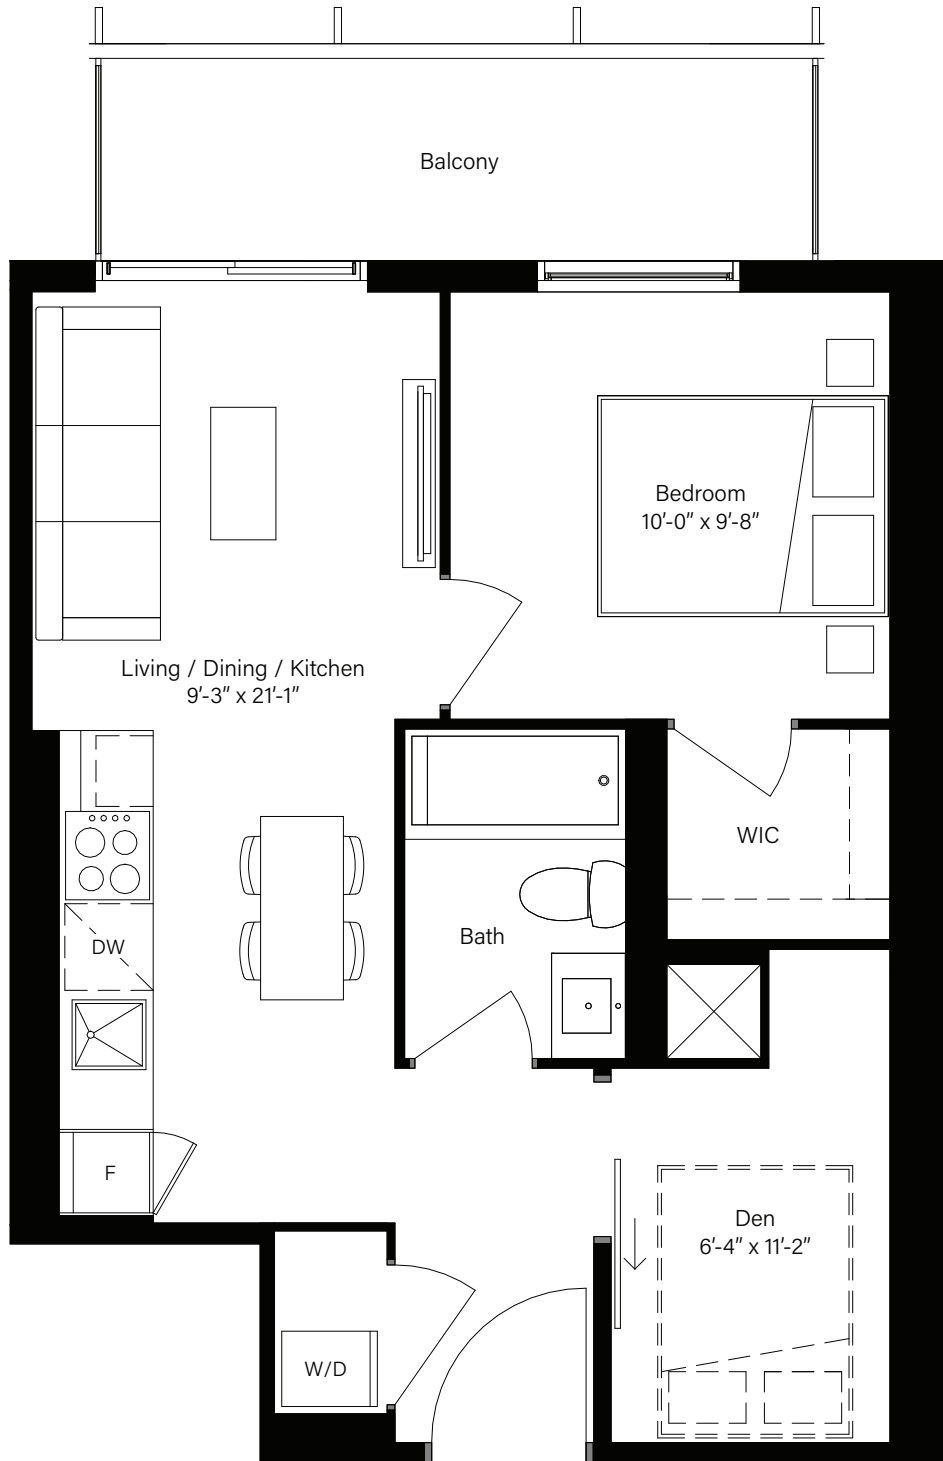 Balcony
Bedroom
10′-0″ x 9′-8″
Living / Dining / Kitchen
9′-3″ x 21′-1″
WIC
DW
Bath
F
Den
6′-4″ x 11′-2″
W/D